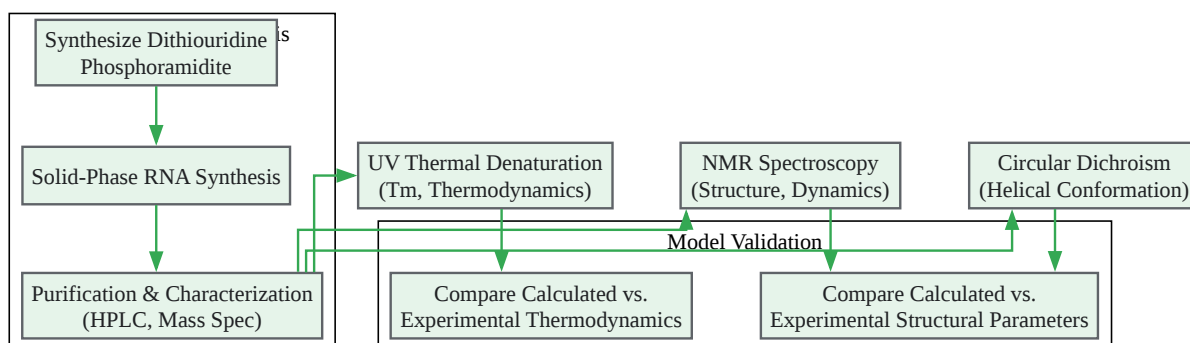 Synthesize Dithiouridine
Phosphoramidite
Solid-Phase RNA Synthesis
Purification & Characterization
(HPLC, Mass Spec)
UV Thermal Denaturation
(Tm, Thermodynamics)
NMR Spectroscopy
(Structure, Dynamics)
Circular Dichroism
(Helical Conformation)
Model Validation
Compare Calculated vs.
Experimental Thermodynamics
Compare Calculated vs.
Experimental Structural Parameters